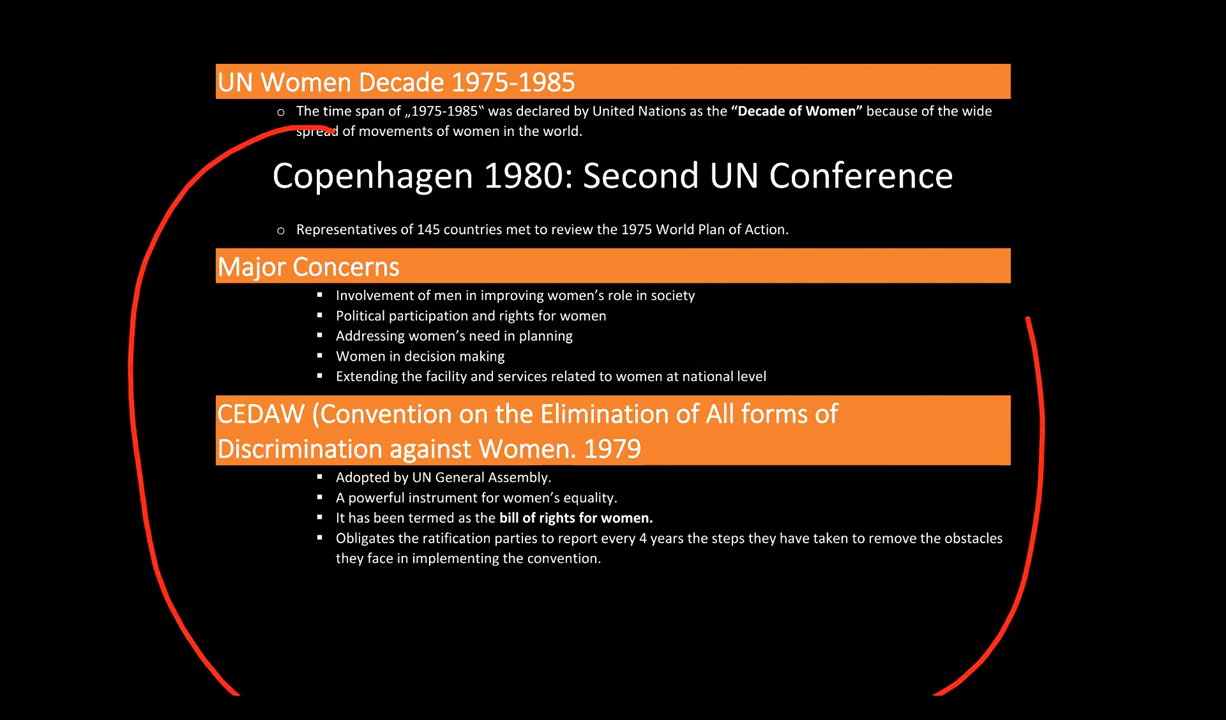 UN Women Decade 1975-1985
o The time span of „1975-1985‟ was declared by United Nations as the “Decade of Women” because of the wide
spread of movements of women in the world.
Copenhagen 1980: Second UN Conference
o Representatives of 145 countries met to review the 1975 World Plan of Action.
Major Concerns
▪ Involvement of men in improving women’s role in society
▪ Political participation and rights for women
▪ Addressing women’s need in planning
▪ Women in decision making
▪ Extending the facility and services related to women at national level
CEDAW (Convention on the Elimination of All forms of
Discrimination against Women. 1979
▪ Adopted by UN General Assembly.
▪ A powerful instrument for women’s equality.
▪ It has been termed as the bill of rights for women.
▪ Obligates the ratification parties to report every 4 years the steps they have taken to remove the obstacles
they face in implementing the convention.